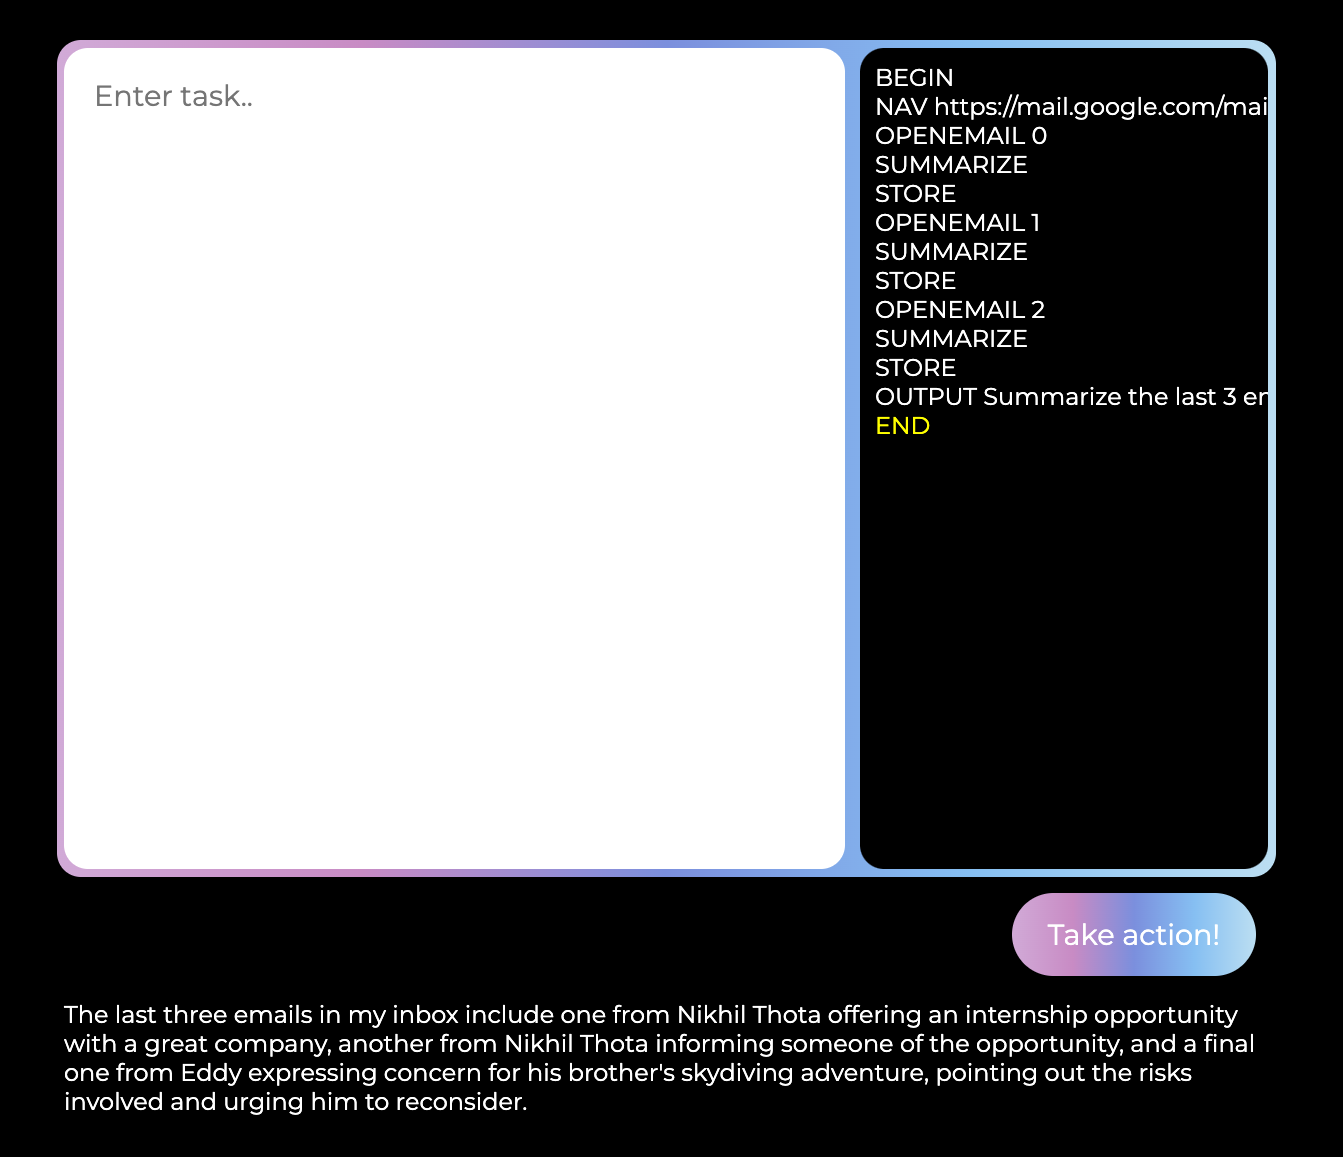 Enter task..
BEGIN
NAV https://mail.google.com/mai
OPENEMAIL 0
SUMMARIZE
STORE
OPENEMAIL 1
SUMMARIZE
STORE
OPENEMAIL 2
SUMMARIZE
STORE
OUTPUT Summarize the last 3
END
Take action!
The last three emails in my inbox include one from Nikhil Thota offering an internship opportunity
with a great company, another from Nikhil Thota informing someone of the opportunity, and a final
one from Eddy expressing concern for his brother's skydiving adventure, pointing out the risks
involved and urging him to reconsider.